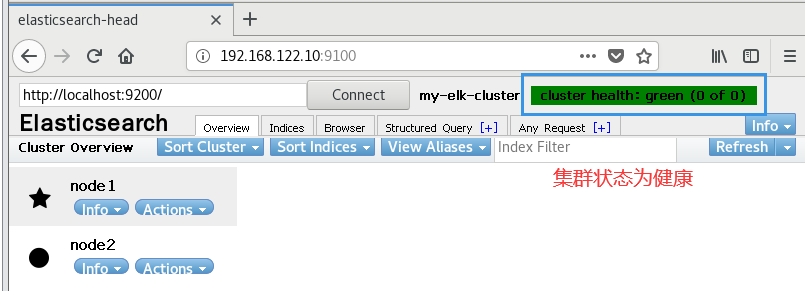 elasticsearch-head
192.168.122.10:9100
http://localhost:9200/ Connect my-elk-cluster cluster health: green (0 of 0)
Elasticsearch Overview Indices Browser Structured Query [+] Any Request [+] Info
Cluster Overview Sort Cluster Sort Indices View Aliases Index Filter Refresh
集群状态为健康
node1
Info Actions
node2
Info Actions